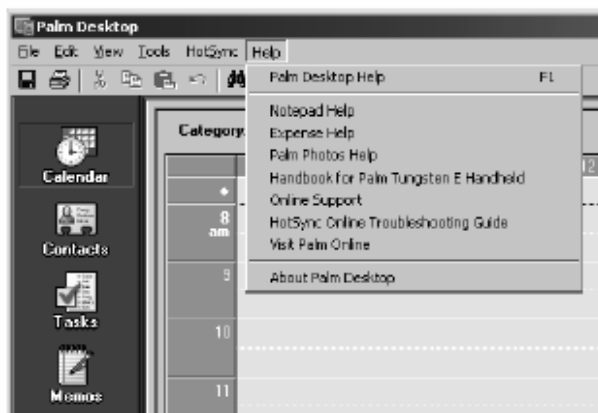 Palm Desktop
File Edit View Tools HotSync Help
Palm Desktop Help F1
Notepad Help
Expense Help
Palm Photos Help
Handbook for Palm Tungsten E Handheld
Online Support
HotSync Online Troubleshooting Guide
Visit Palm Online
About Palm Desktop
Category
Calendar
Contacts
Tasks
Memos
12
8
am
9
10
11